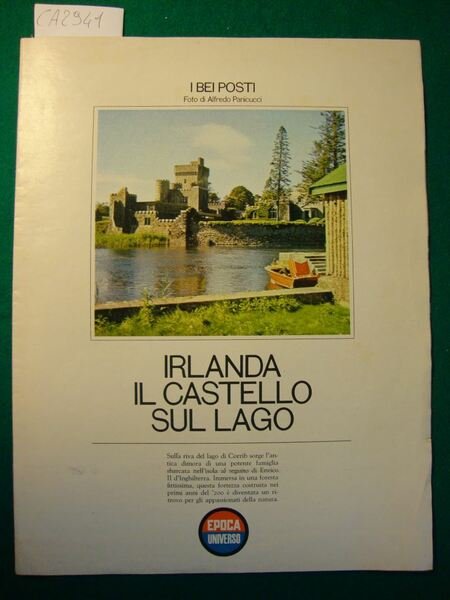 CA2941
I BEI POSTI
Foto di Alfredo Panicucci
IRLANDA
IL CASTELLO
SUL LAGO
Sulla riva del lago di Corrib sorge l'an-
tica dimora di una potente famiglia
sbarcata nell'isola al seguito di Enrico
II d'Inghilterra. Immersa in una foresta
fittissima, questa fortezza costruita nei
primi anni del '200 è diventata un ri-
trovo per gli appassionati della natura.
EPOCA
UNIVERSO